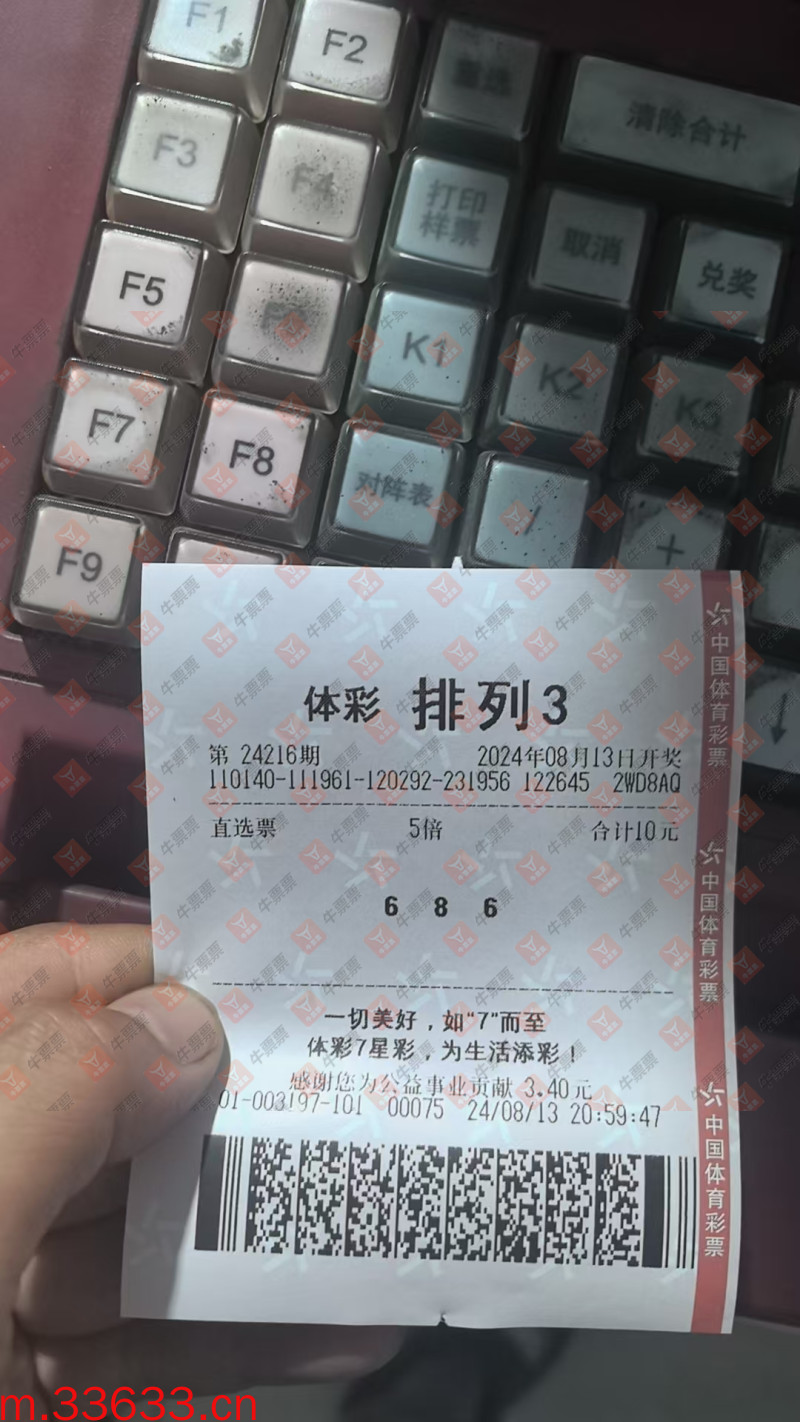 F1
F2
重选
清除合计
F3
F4
打印
样票
取消
兑奖
F5
K1
K2
K3
F7
F8
对阵表
/
+
F9
↓
体彩 排列3
第 24216期 2024年08月13日开奖
110140-111961-120292-231956 122645 2WD8AQ
直选票 5倍 合计10元
6 8 6
一切美好，如“7”而至
体彩7星彩，为生活添彩！
感谢您为公益事业贡献 3.40元
01-003197-101 00075 24/08/13 20:59:47
中国体育彩票
中国体育彩票
中国体育彩票
牛票票
m.33633.cn